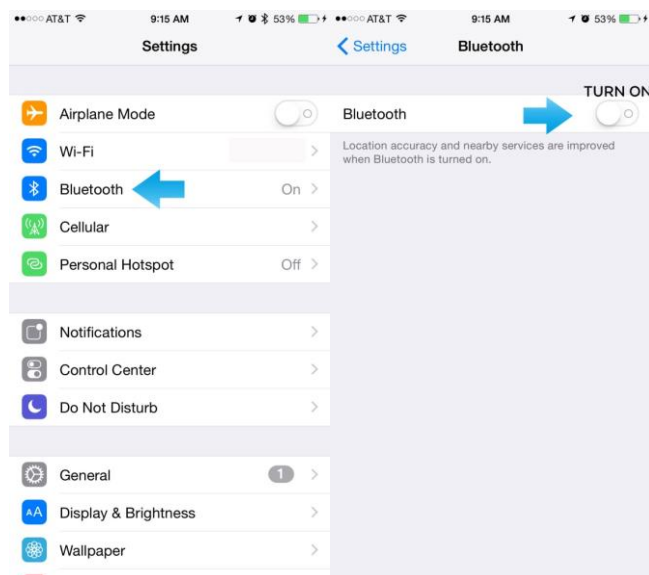 AT&T 9:15 AM 53%
Settings
Airplane Mode
Wi-Fi
Bluetooth On
Cellular
Personal Hotspot Off
Notifications
Control Center
Do Not Disturb
General 1
AA Display & Brightness
Wallpaper
AT&T 9:15 AM 53%
Settings Bluetooth
TURN ON
Bluetooth
Location accuracy and nearby services are improved
when Bluetooth is turned on.